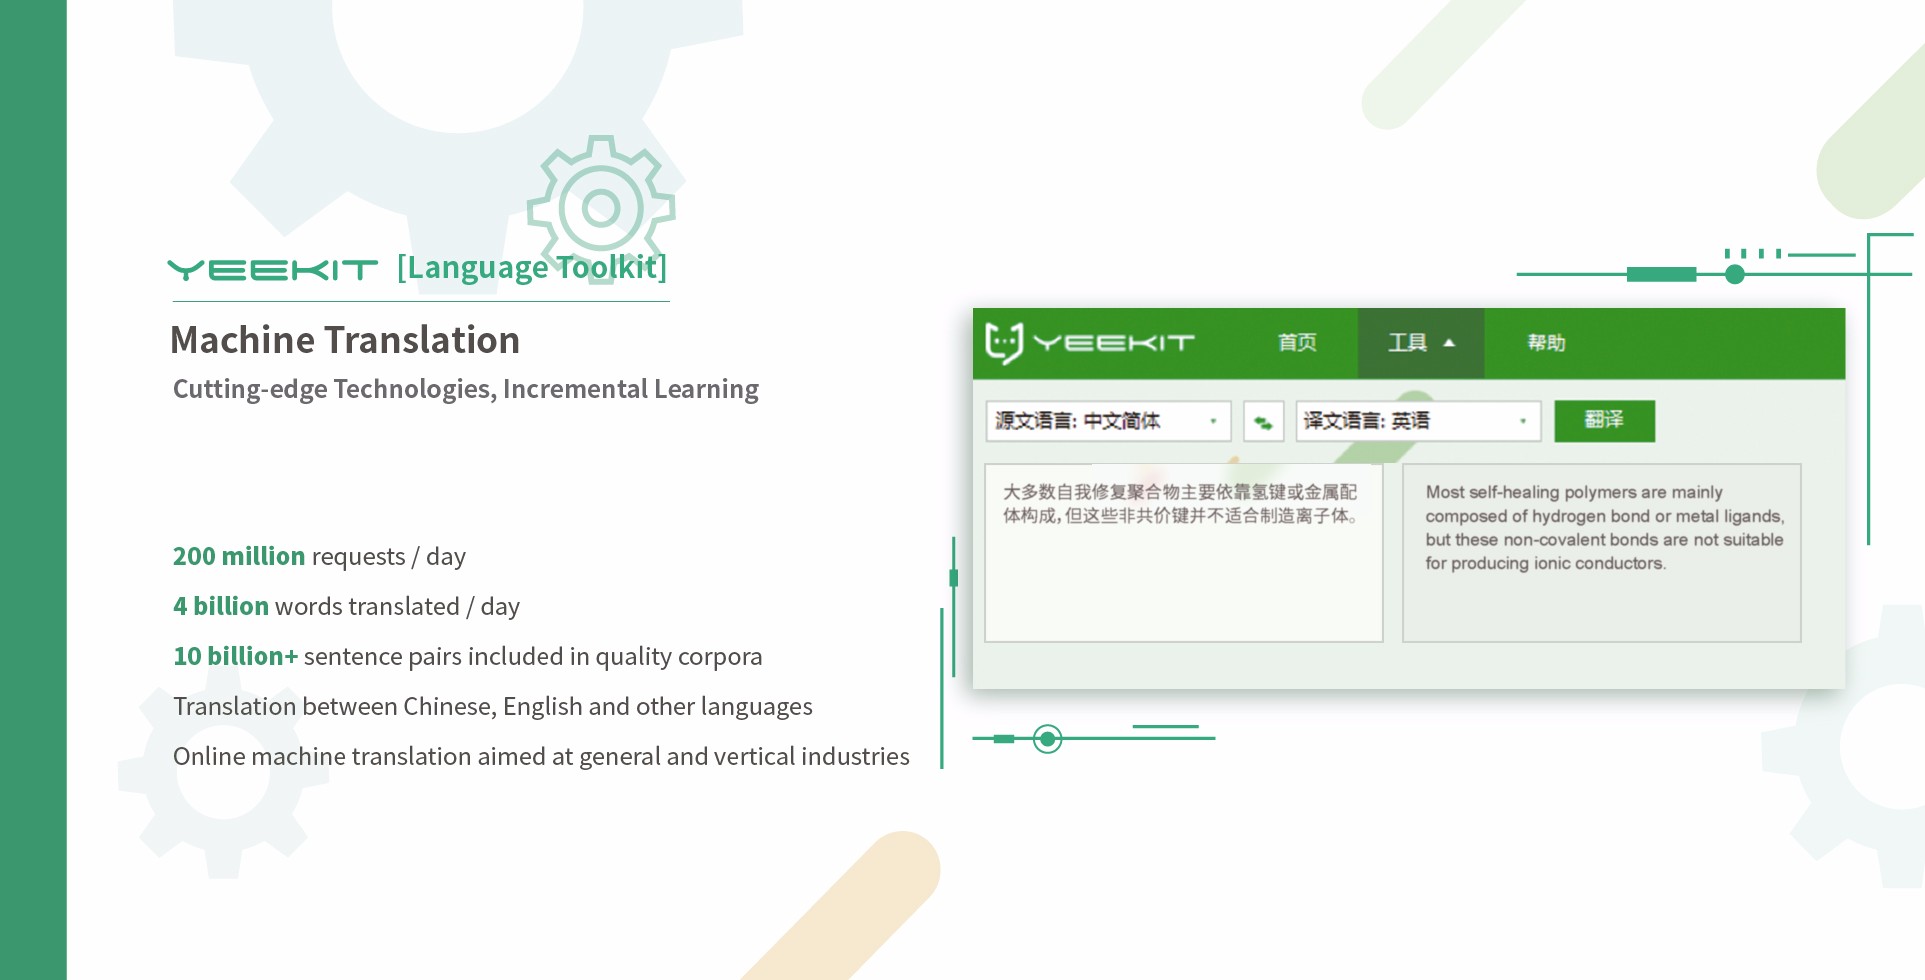 YEEKIT [Language Toolkit]
Machine Translation
Cutting-edge Technologies, Incremental Learning
200 million requests / day
4 billion words translated / day
10 billion+ sentence pairs included in quality corpora
Translation between Chinese, English and other languages
Online machine translation aimed at general and vertical industries
YEEKIT 首页 工具 帮助
源文语言: 中文简体 译文语言: 英语 翻译
大多数自我修复聚合物主要依靠氢键或金属配
体构成，但这些非共价键并不适合制造离子体。
Most self-healing polymers are mainly
composed of hydrogen bond or metal ligands,
but these non-covalent bonds are not suitable
for producing ionic conductors.